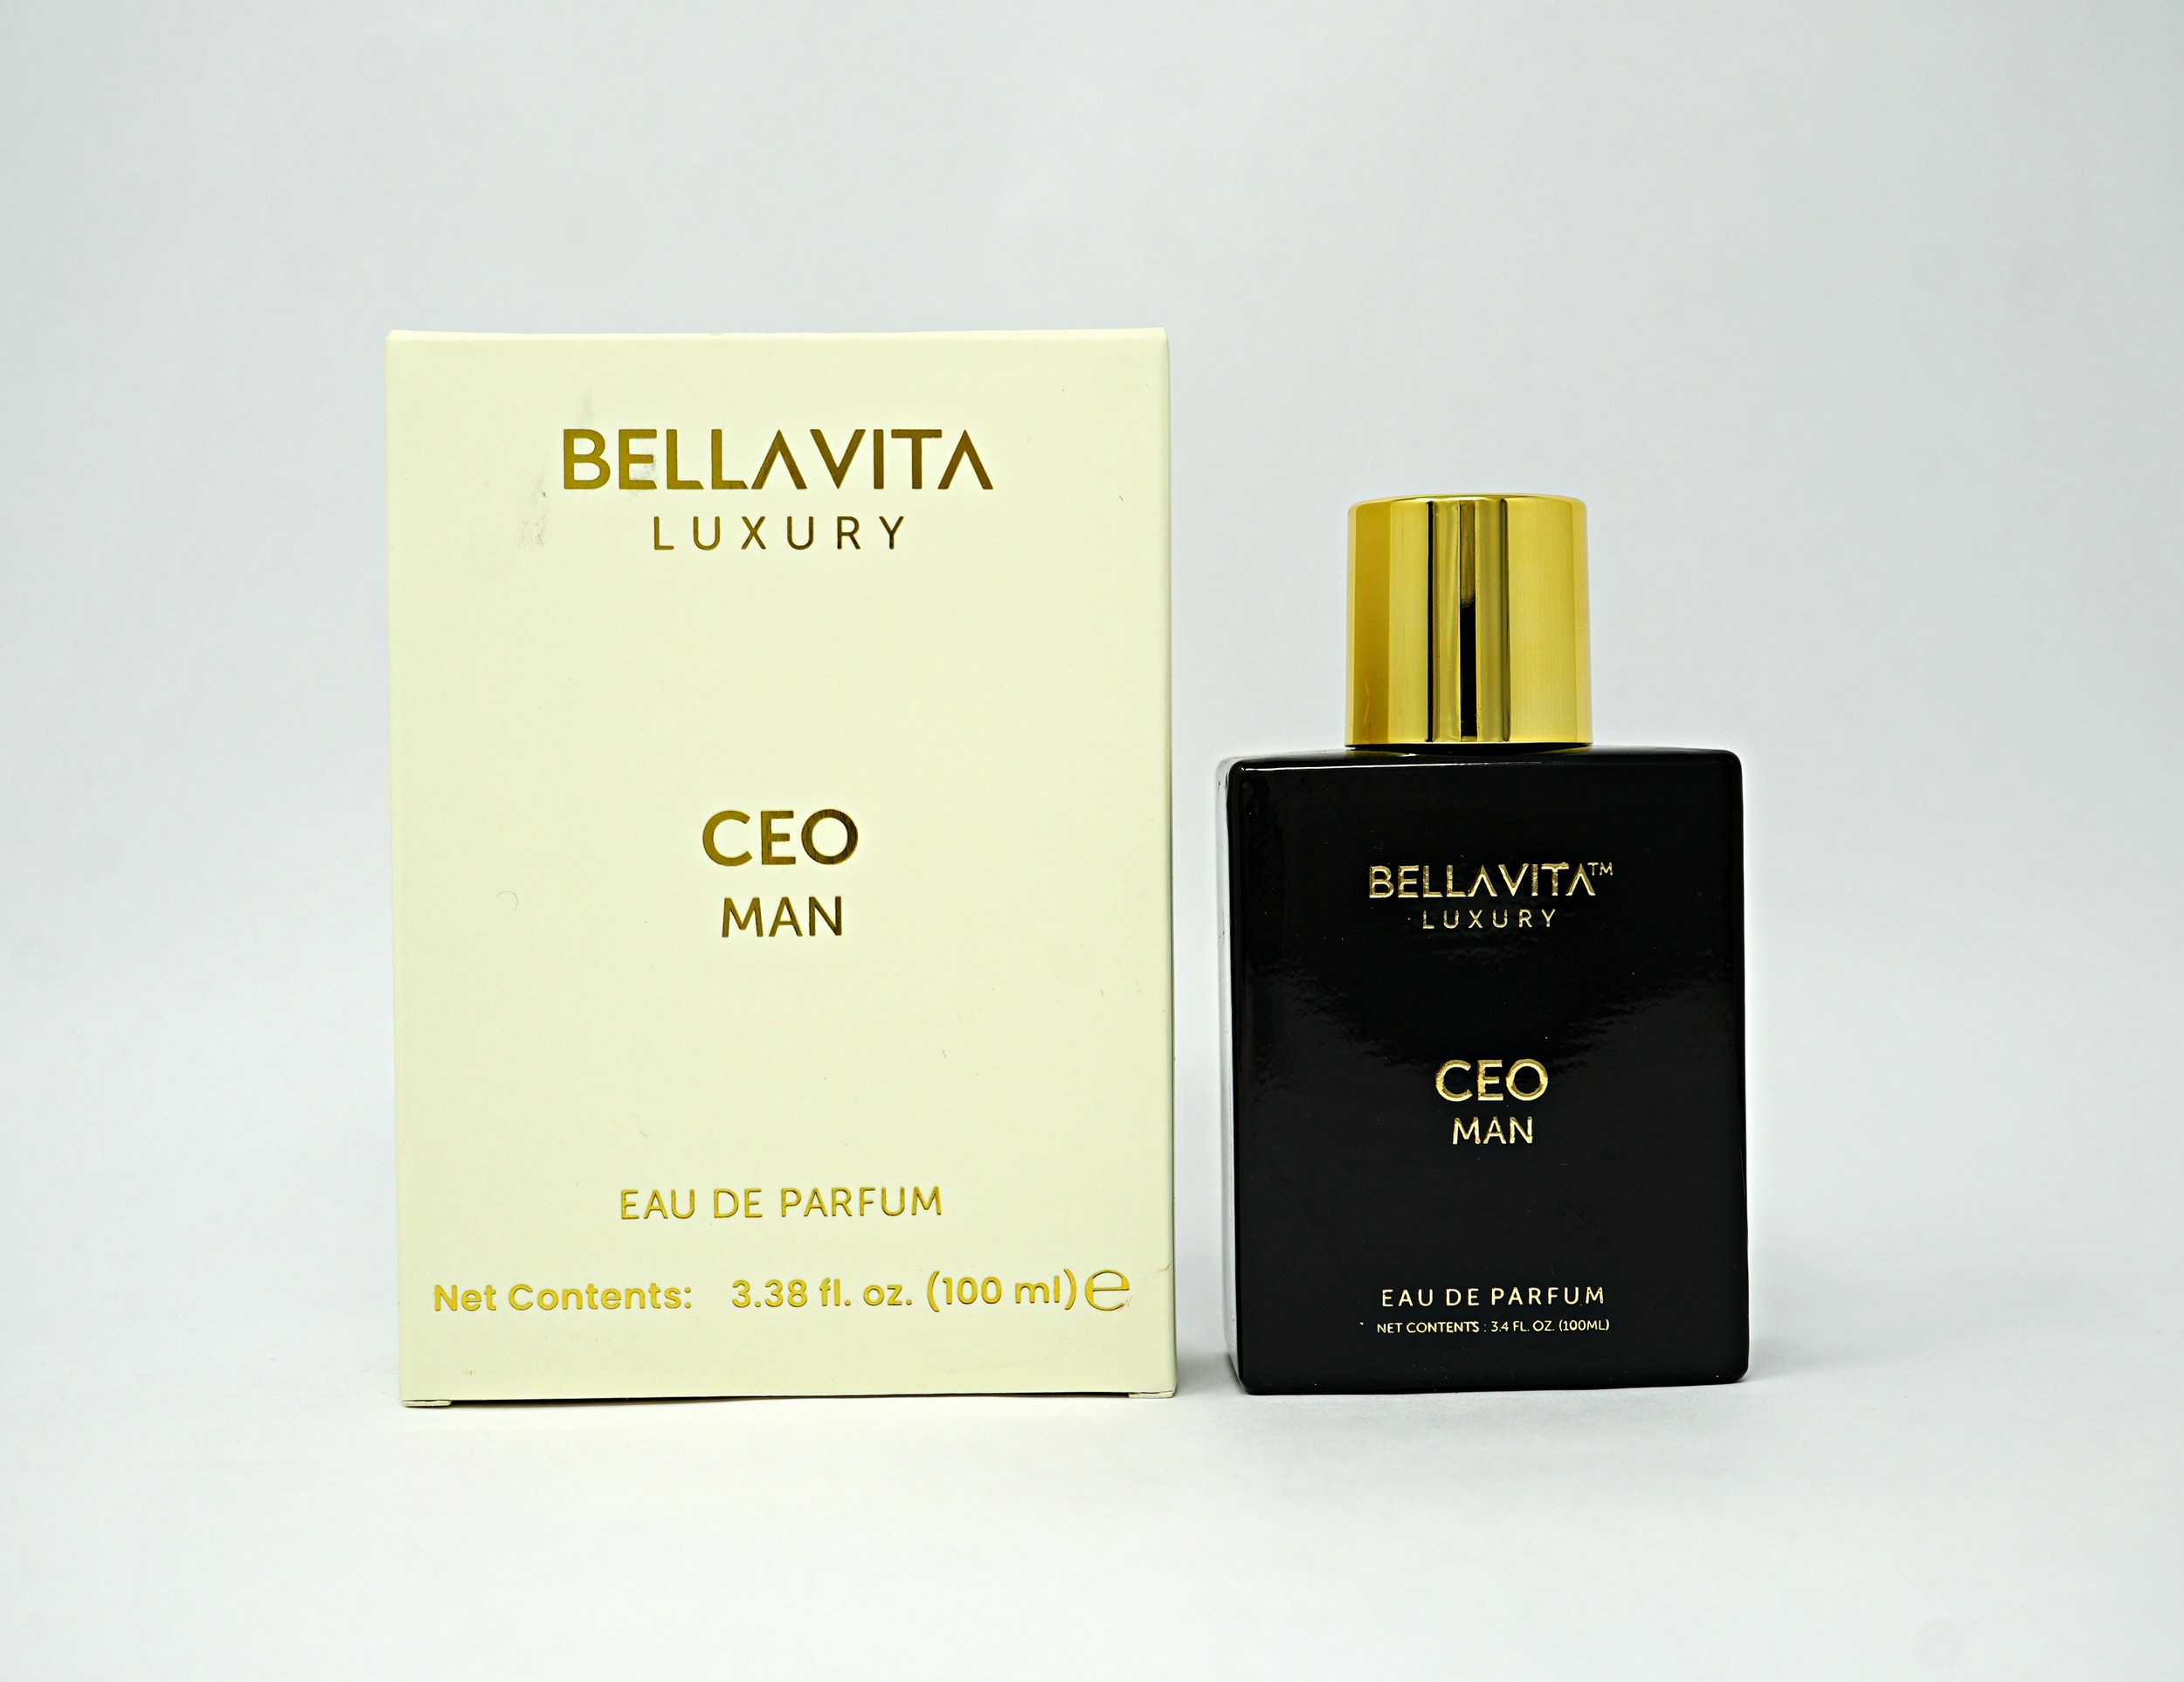 BELLAVITA
LUXURY
CEO
MAN
EAU DE PARFUM
Net Contents: 3.38 fl. oz. (100 ml) ℮
BELLAVITA™
LUXURY
CEO
MAN
EAU DE PARFUM
NET CONTENTS : 3.4 FL. OZ. (100ML)